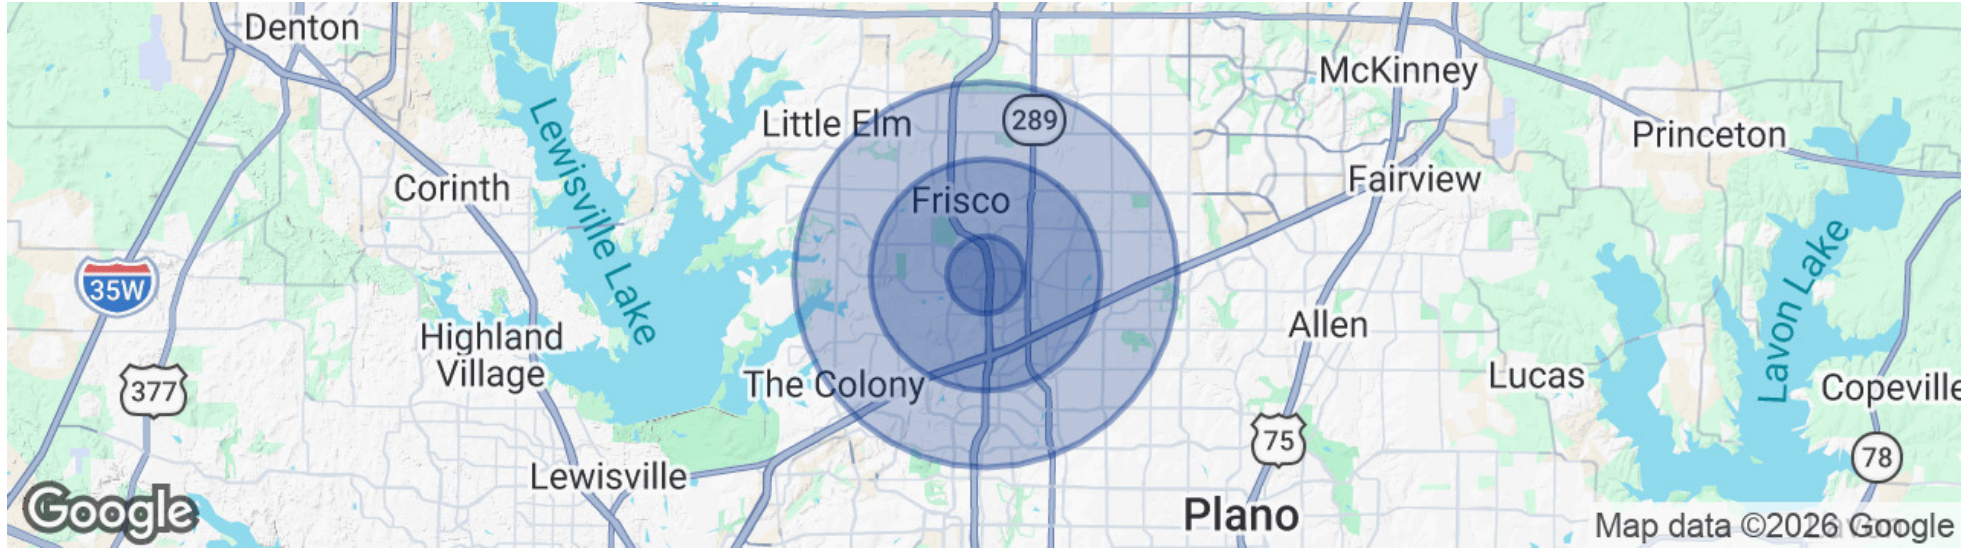 Denton
McKinney
Little Elm
289
Princeton
Lewisville Lake
Corinth
Fairview
Frisco
Lavon Lake
35W
Highland
Village
Allen
377
The Colony
Lucas
Copeville
75
78
Lewisville
Google
Plano
Map data ©2026 Google